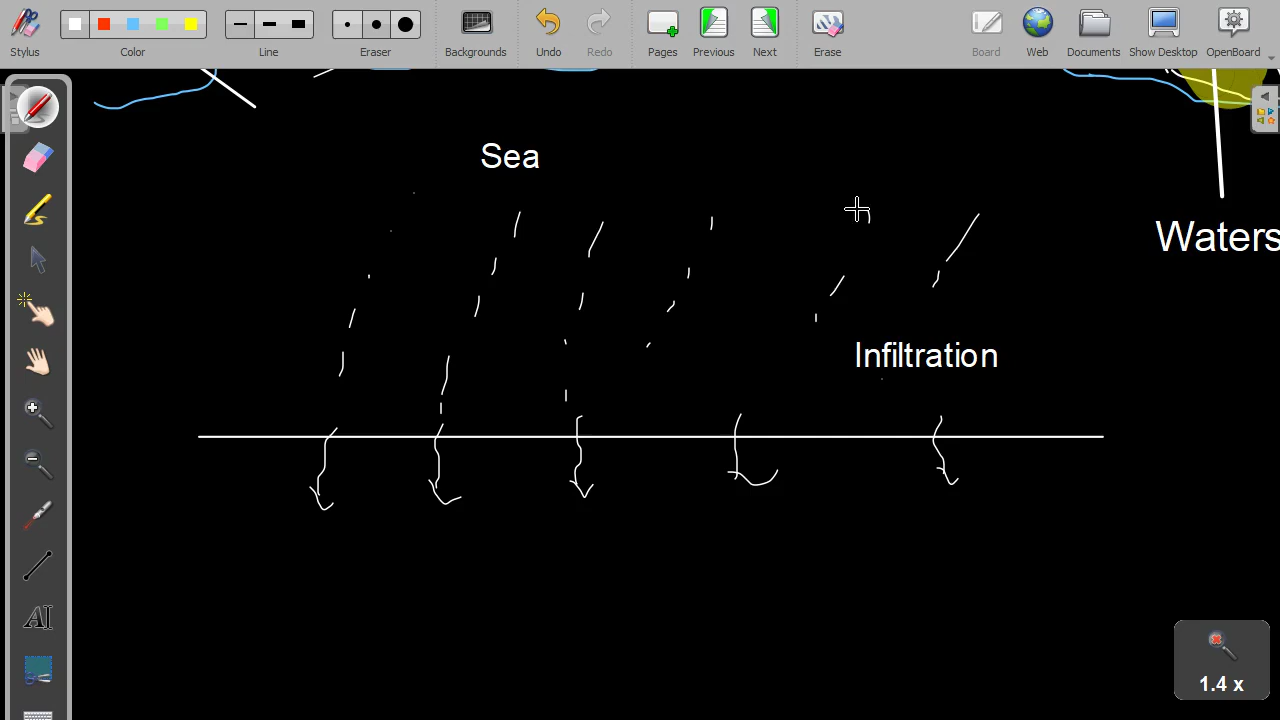 Stylus
Color
Line
Eraser
Backgrounds
Undo
Redo
Pages
Previous
Next
Erase
Board
Web
Documents
Show Desktop
OpenBoard
Sea
Waters
Infiltration
1.4 x